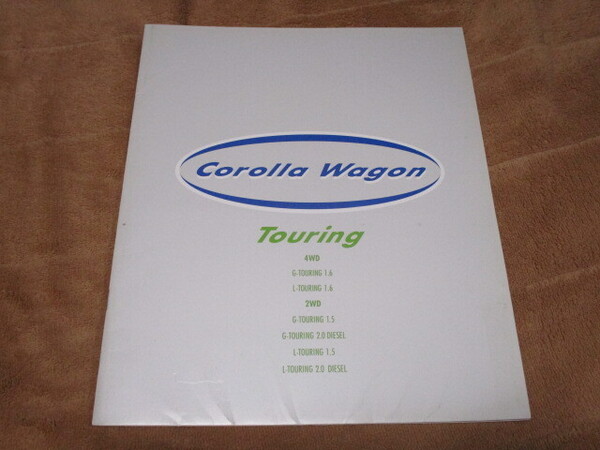 Corolla Wagon
Touring
4WD
G-TOURING 1.6
L-TOURING 1.6
2WD
G-TOURING 1.5
G-TOURING 2.0 DIESEL
L-TOURING 1.5
L-TOURING 2.0 DIESEL